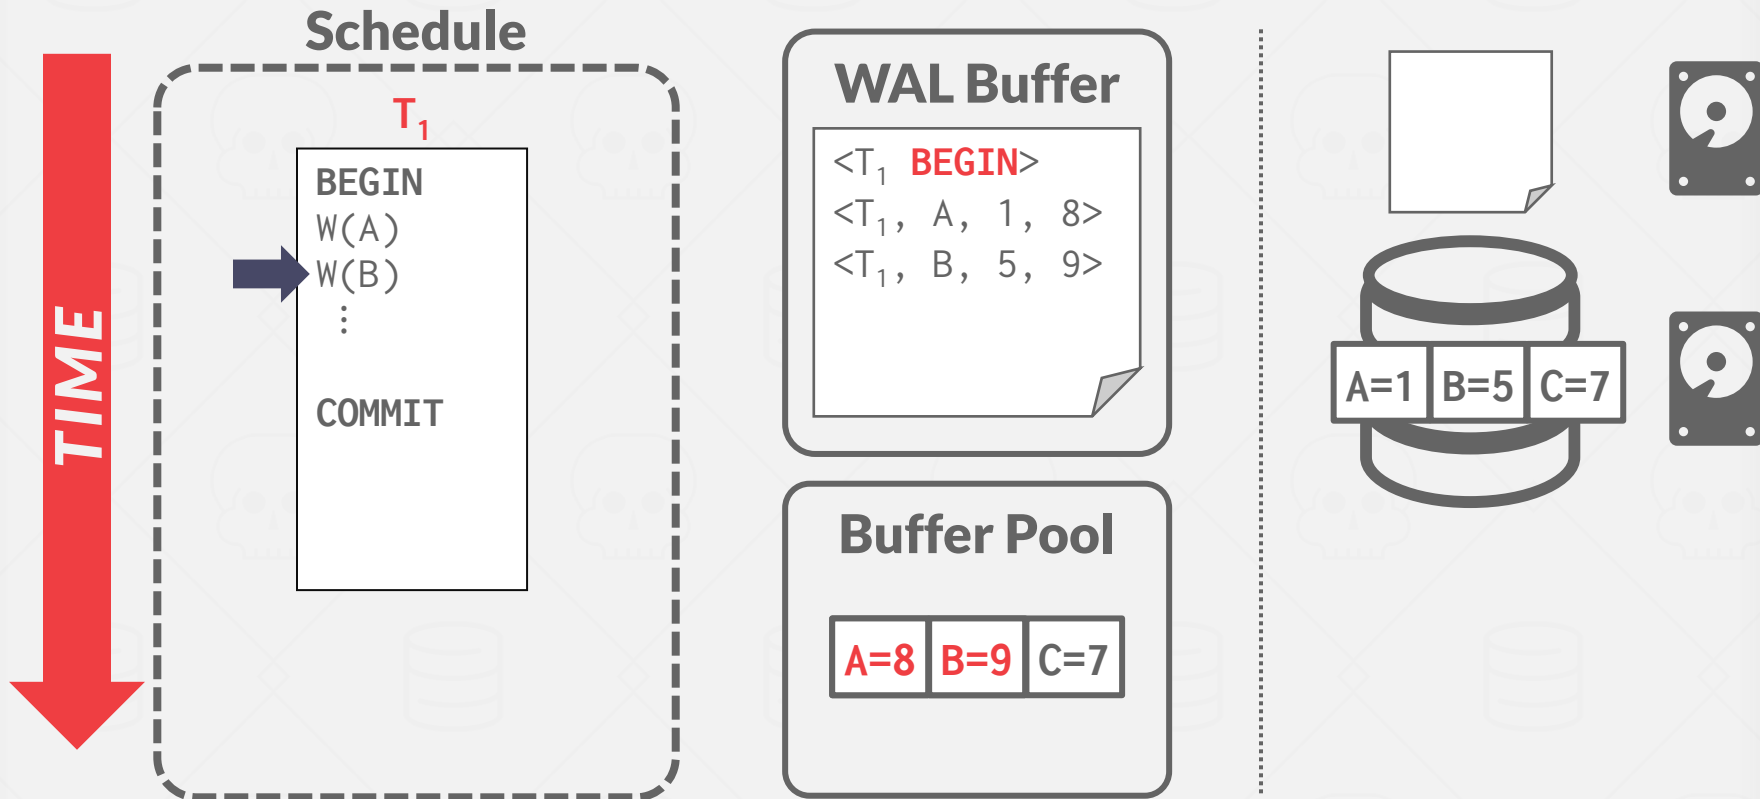 Schedule
TIME
T₁
BEGIN
W(A)
W(B)
⋮
COMMIT
WAL Buffer
<T₁ BEGIN>
<T₁, A, 1, 8>
<T₁, B, 5, 9>
Buffer Pool
A=8 B=9 C=7
A=1 B=5 C=7